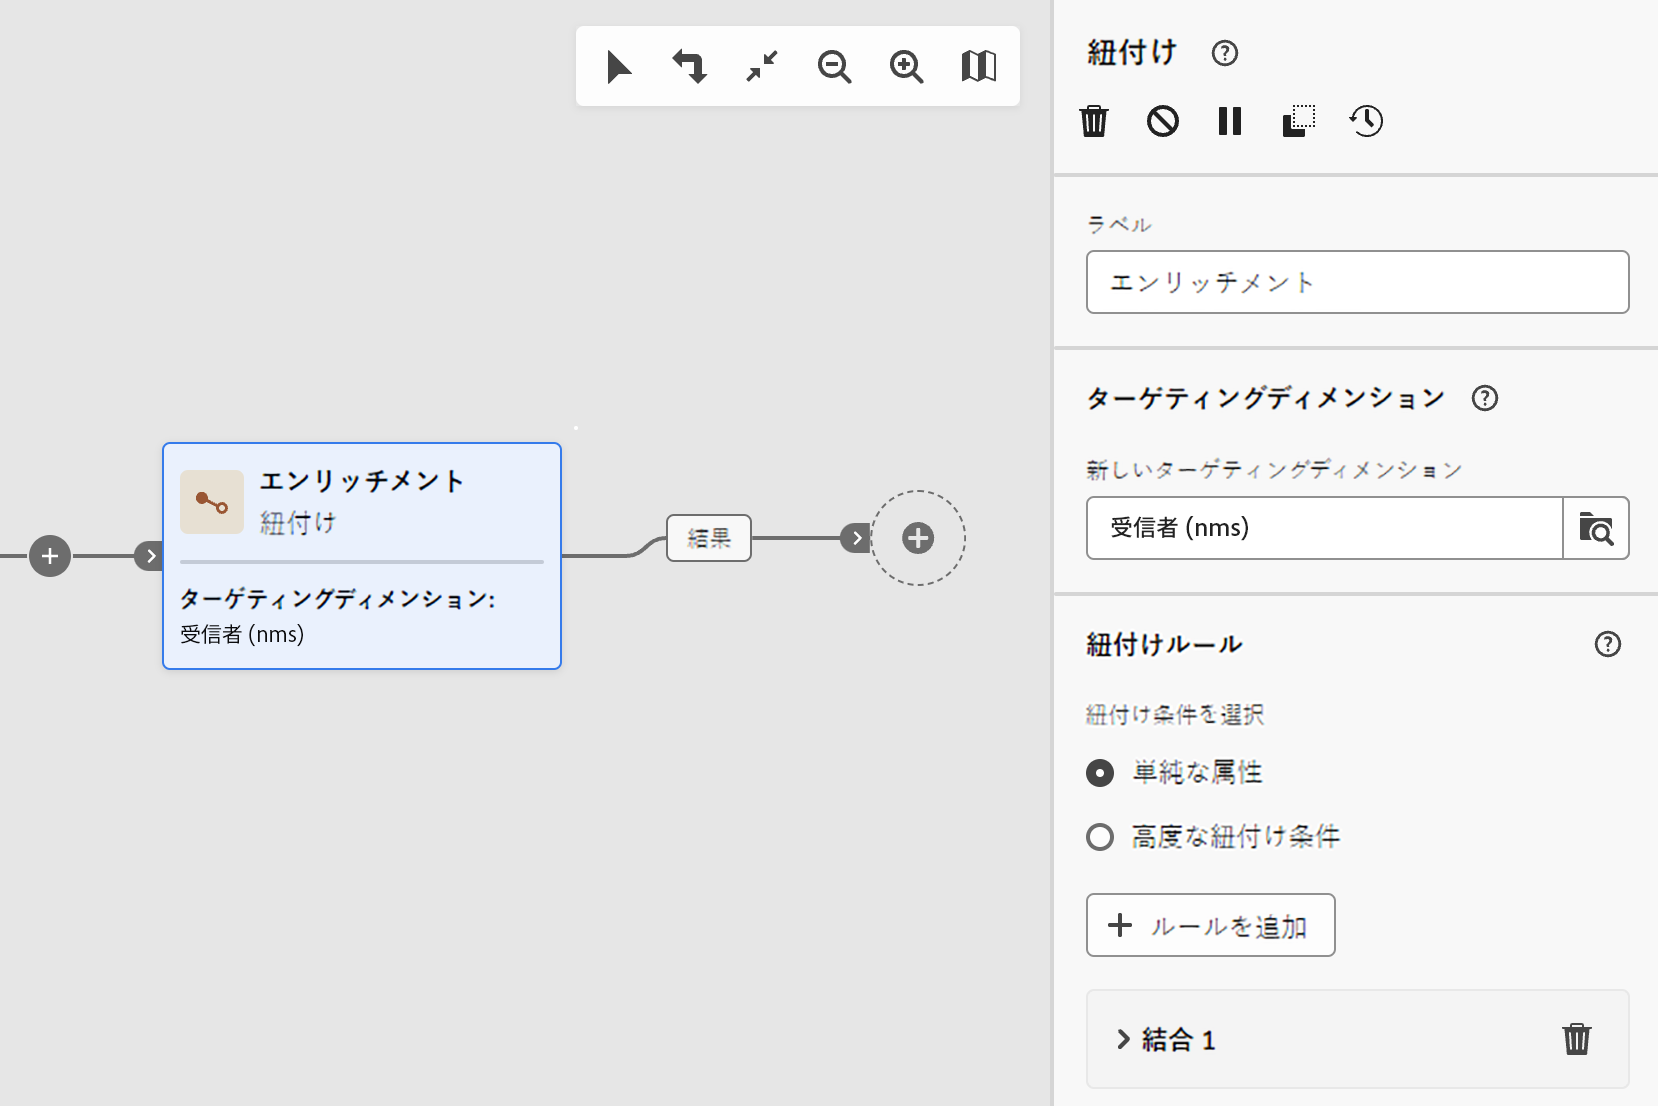 エンリッチメント
紐付け
ターゲティングディメンション:
受信者 (nms)
結果
紐付け
ラベル
エンリッチメント
ターゲティングディメンション
新しいターゲティングディメンション
受信者 (nms)
紐付けルール
紐付け条件を選択
単純な属性
高度な紐付け条件
ルールを追加
結合 1